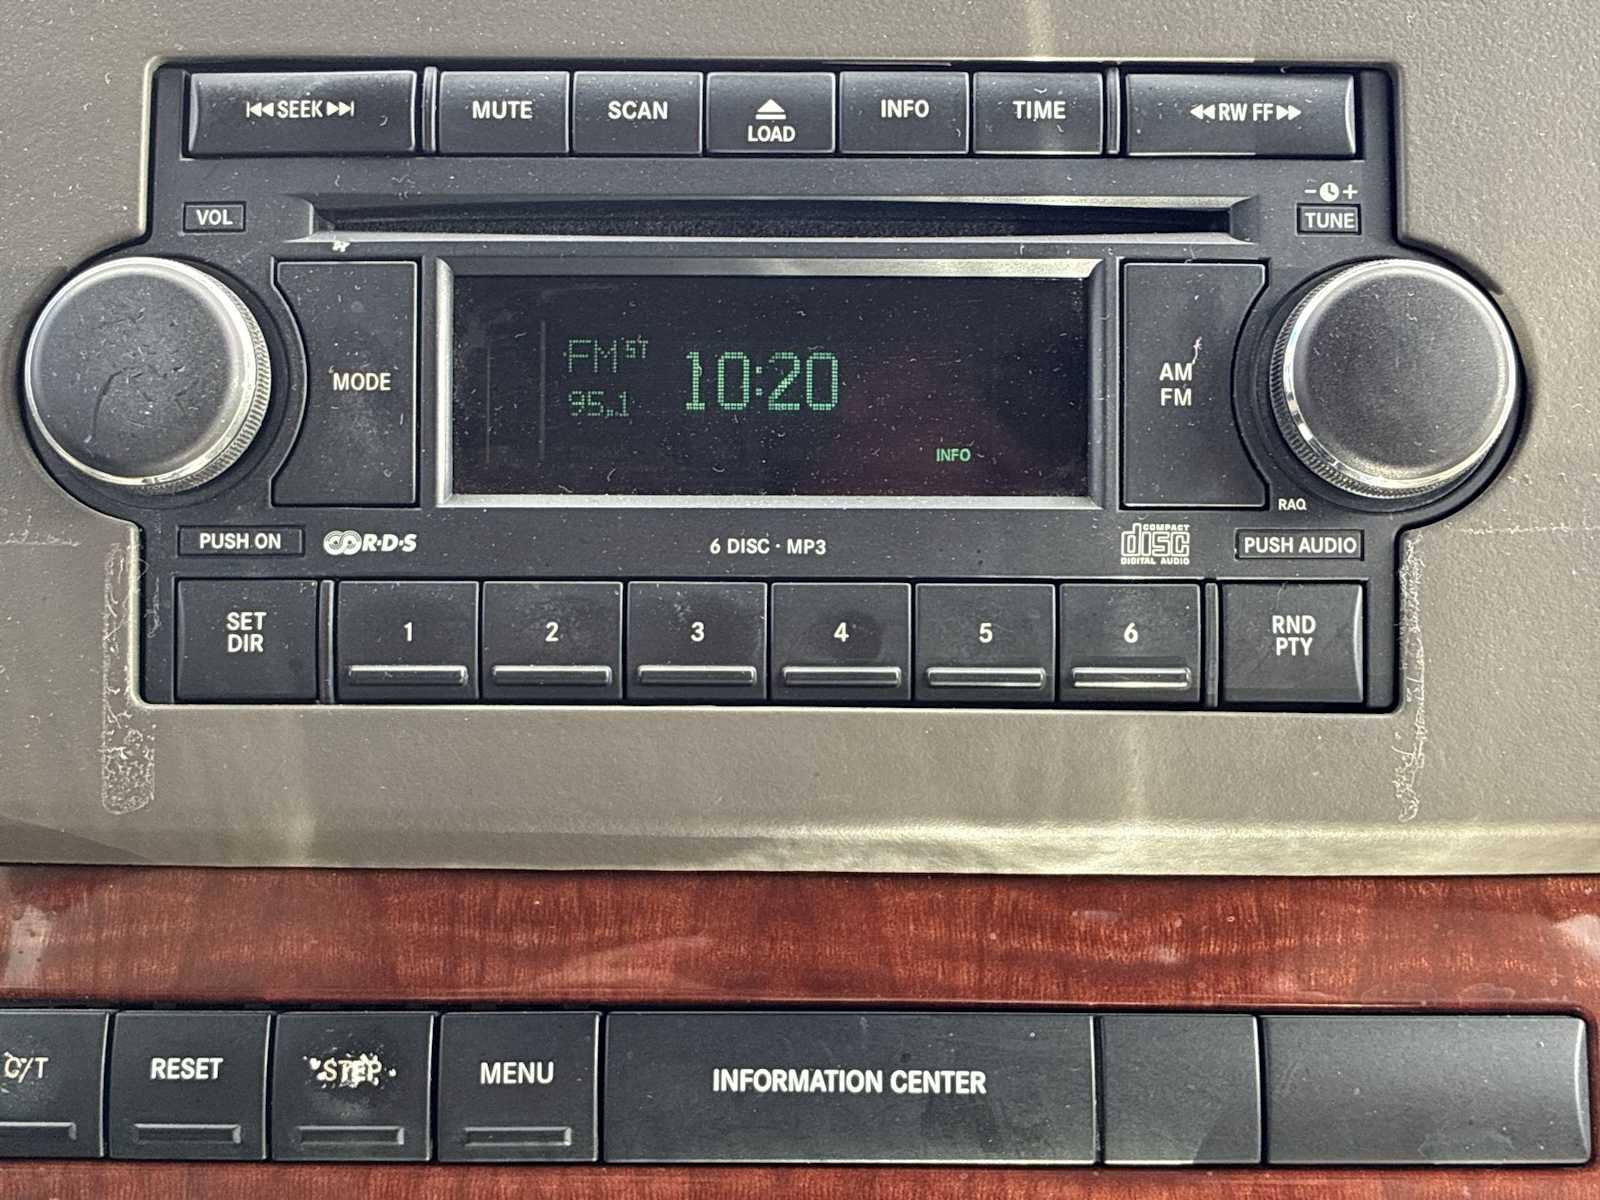 SEEK
MUTE
SCAN
LOAD
INFO
TIME
RW FF
VOL
- +
TUNE
MODE
FM ST
95.1
10:20
INFO
AM
FM
RAQ
PUSH ON
R·D·S
6 DISC · MP3
COMPACT
disc
DIGITAL AUDIO
PUSH AUDIO
SET
DIR
1
2
3
4
5
6
RND
PTY
C/T
RESET
STEP
MENU
INFORMATION CENTER